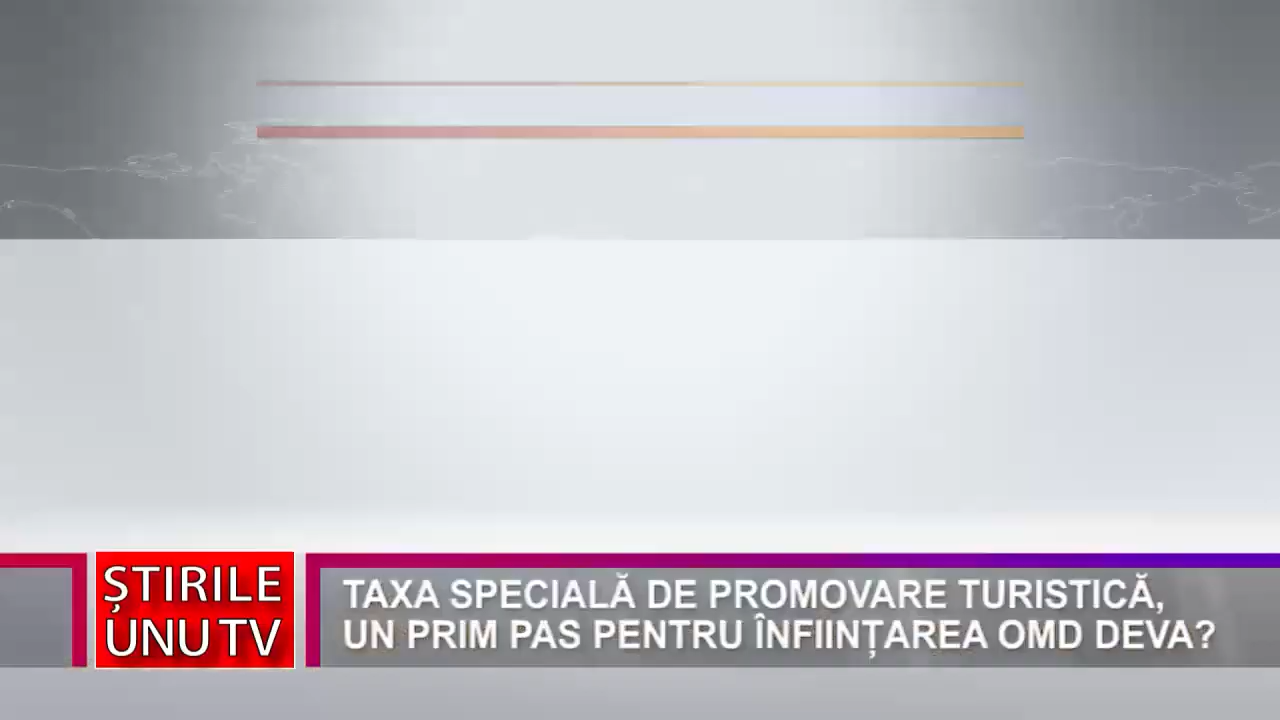 ȘTIRILE
UNU TV
TAXA SPECIALĂ DE PROMOVARE TURISTICĂ,
UN PRIM PAS PENTRU ÎNFIINȚAREA OMD DEVA?